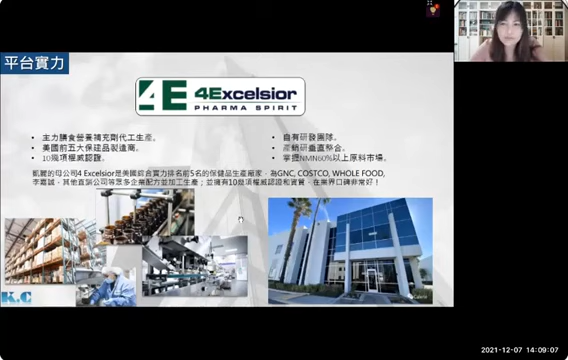 平台實力
4E 4Excelsior
PHARMA SPIRIT
• 主力膳食營養補充劑代工生產。
• 美國前五大保健品製造商。
• 10幾項權威認證。
• 自有研發團隊。
• 產銷研垂直整合。
• 掌握NMN60%以上原料市場。
凱麗的母公司4 Excelsior是美國綜合實力排名前5名的保健品生產廠家，為GNC, COSTCO, WHOLE FOOD,
李嘉誠，其他直銷公司等眾多企業配方並加工生產；並擁有10幾項權威認證和實質，在業界口碑非常好！
K.C
2021-12-07 14:09:07